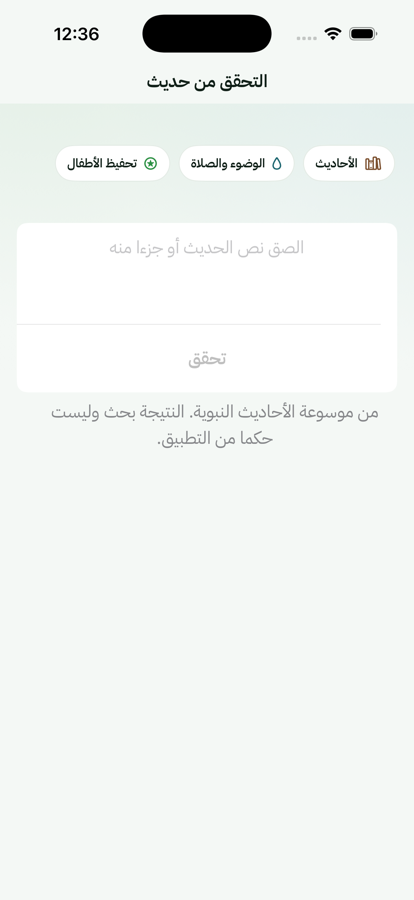 12:36
التحقق من حديث
الأحاديث
الوضوء والصلاة
تحفيظ الأطفال
الصق نص الحديث أو جزءا منه
تحقق
من موسوعة الأحاديث النبوية. النتيجة بحث وليست
حكما من التطبيق.